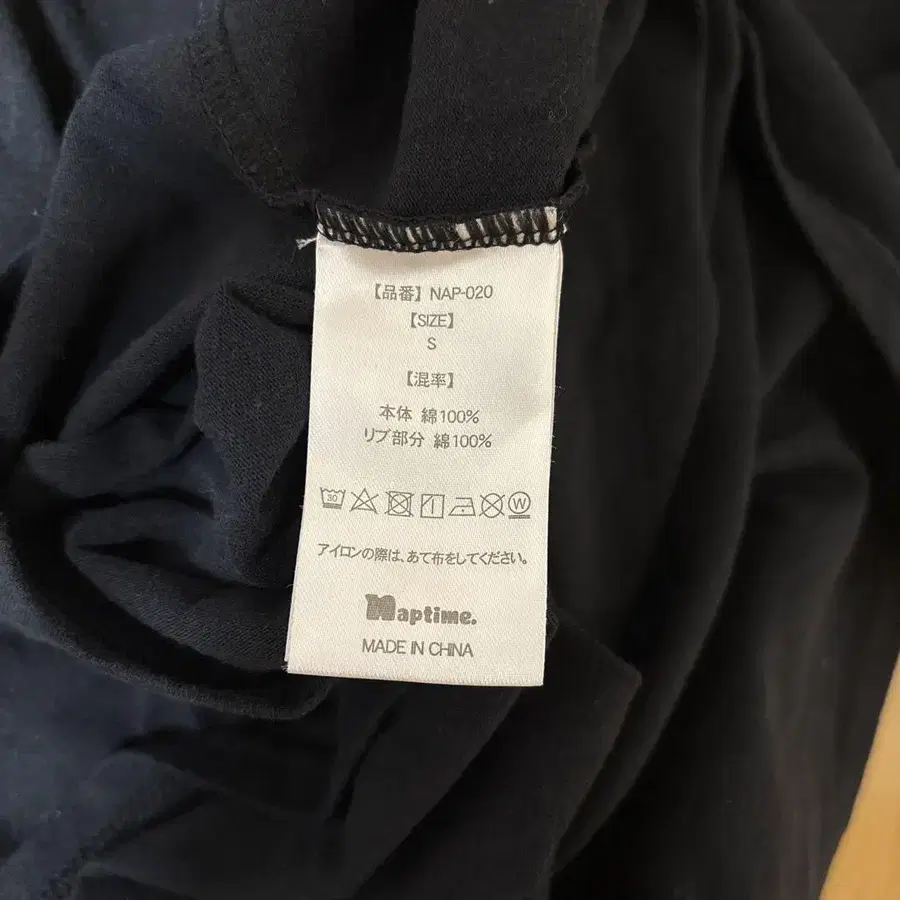 【品番】 NAP-020
【SIZE】
S
【混率】
本体 綿100%
リブ部分 綿100%
30 W
アイロンの際は、あて布をしてください。
Naptime.
MADE IN CHINA